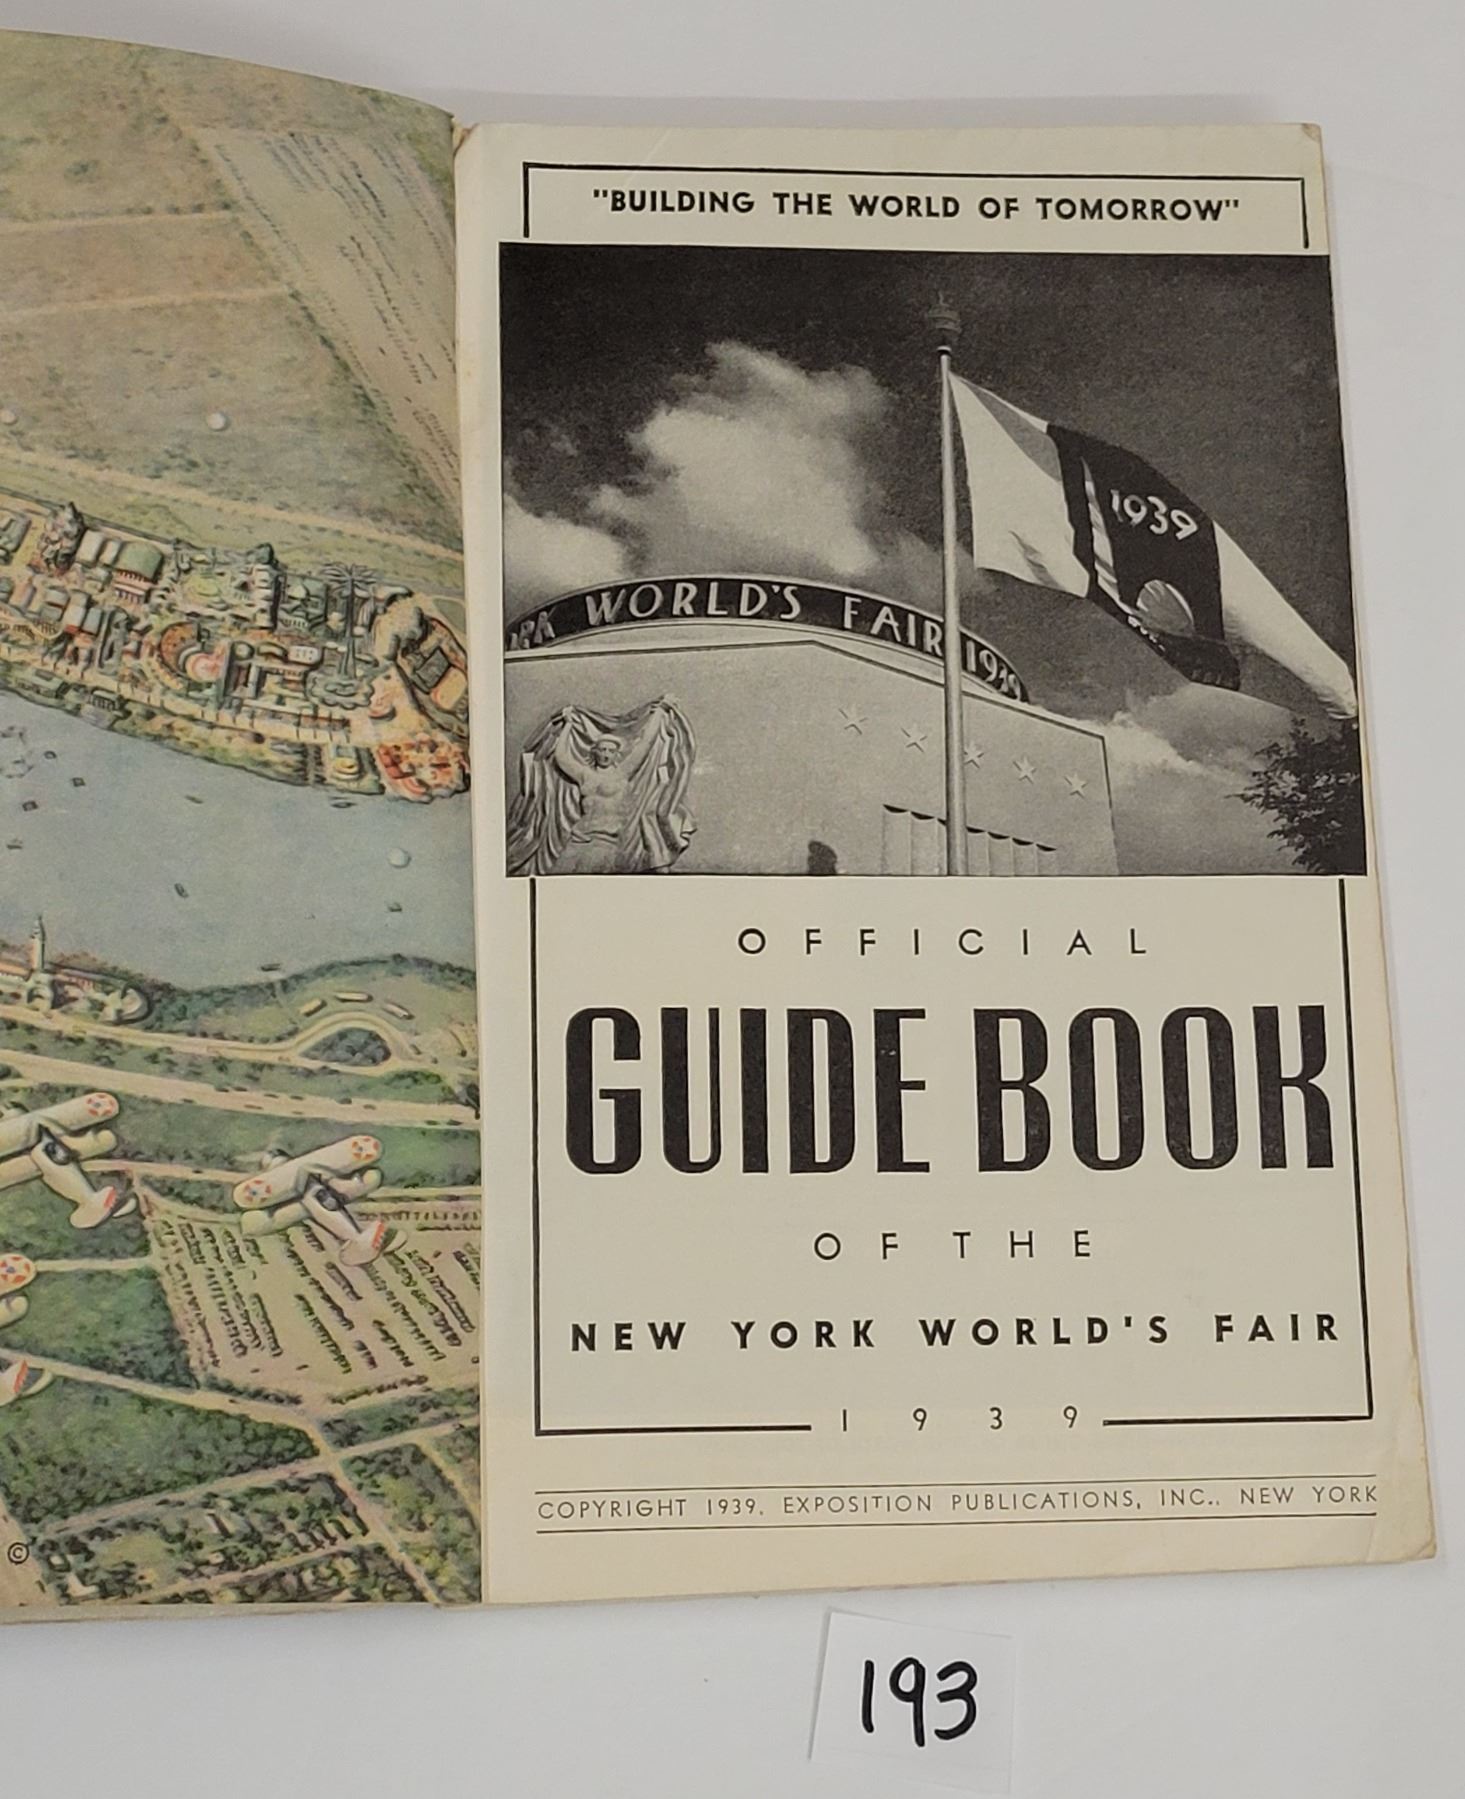 "BUILDING THE WORLD OF TOMORROW"
1939
WORLD'S FAIR 1939
OFFICIAL
GUIDE BOOK
OF THE
NEW YORK WORLD'S FAIR
1939
COPYRIGHT 1939, EXPOSITION PUBLICATIONS, INC., NEW YORK
©
193